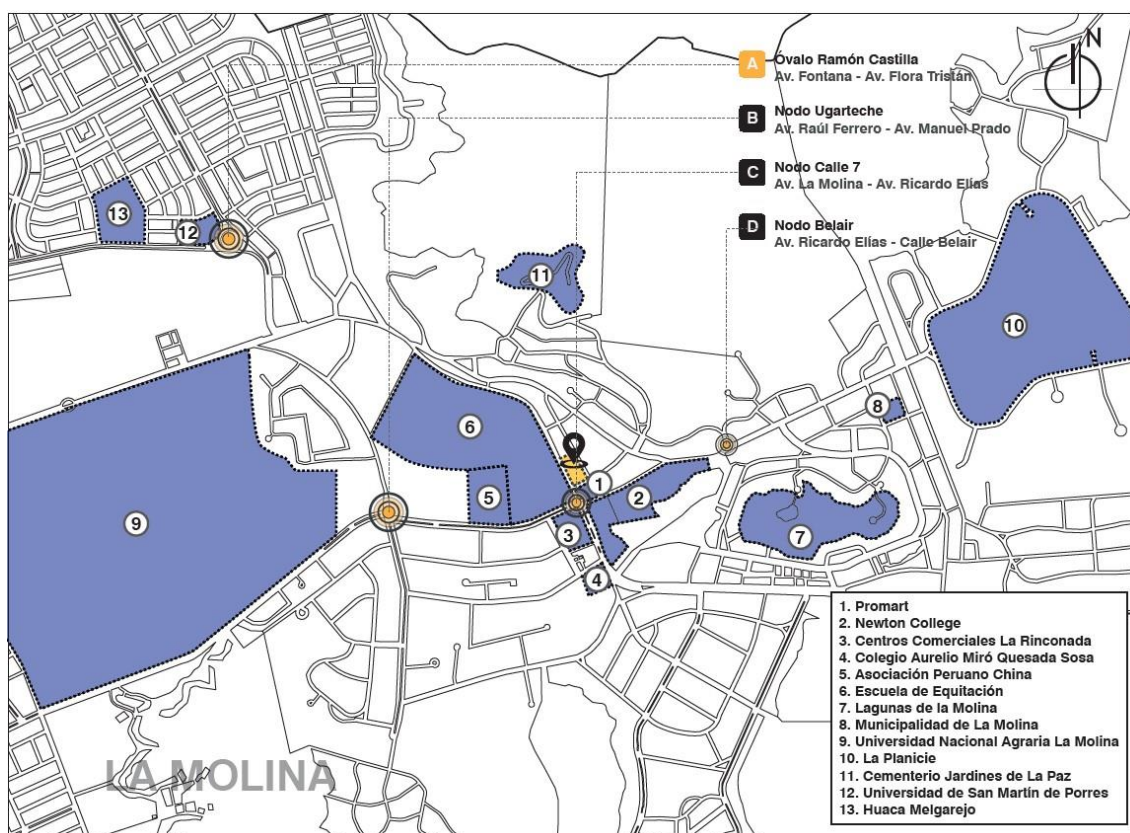 A Óvalo Ramón Castilla
Av. Fontana - Av. Flora Tristán
N
B Nodo Ugarteche
Av. Raúl Ferrero - Av. Manuel Prado
C Nodo Calle 7
Av. La Molina - Av. Ricardo Elías
D Nodo Belair
Av. Ricardo Elías - Calle Belair
13
12
11
10
8
6
5
1
2
9
3
7
4
LA MOLINA
1. Promart
2. Newton College
3. Centros Comerciales La Rinconada
4. Colegio Aurelio Miró Quesada Sosa
5. Asociación Peruano China
6. Escuela de Equitación
7. Lagunas de la Molina
8. Municipalidad de La Molina
9. Universidad Nacional Agraria La Molina
10. La Planicie
11. Cementerio Jardines de La Paz
12. Universidad de San Martín de Porres
13. Huaca Melgarejo